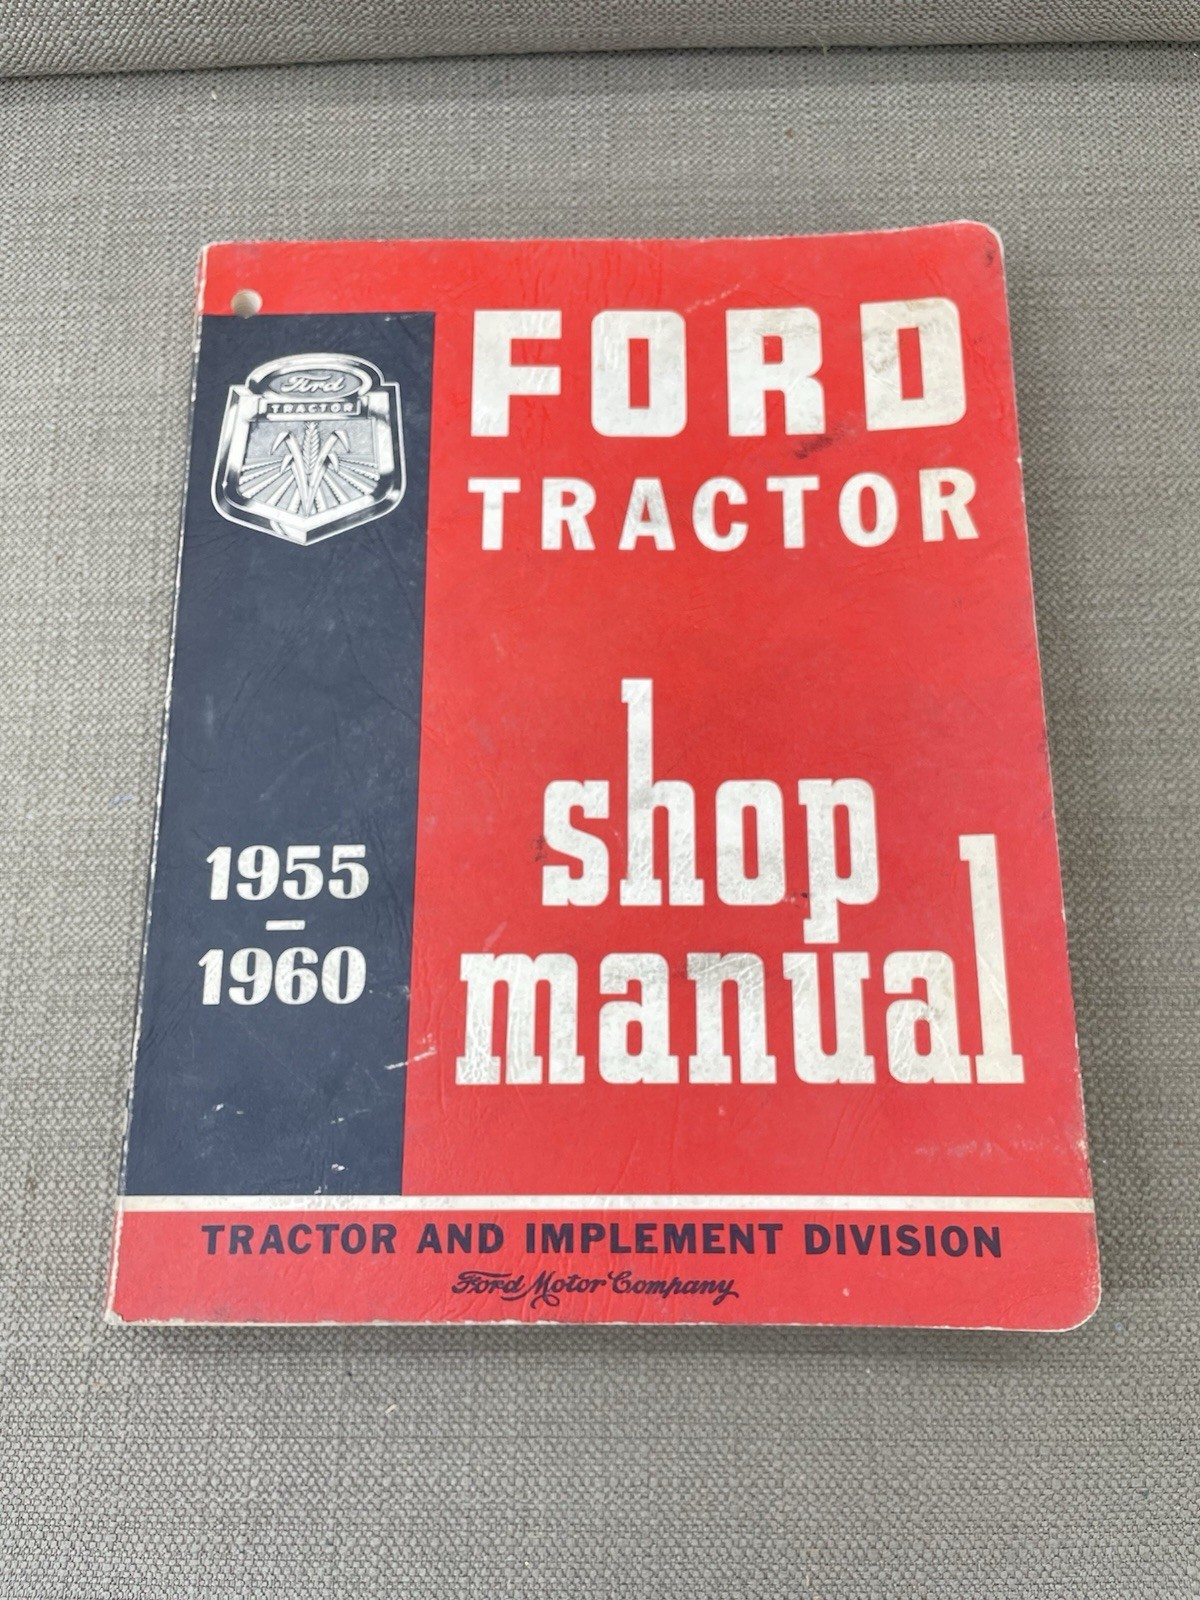 Ford
TRACTOR
FORD
TRACTOR
shop
manual
1955
–
1960
TRACTOR AND IMPLEMENT DIVISION
Ford Motor Company